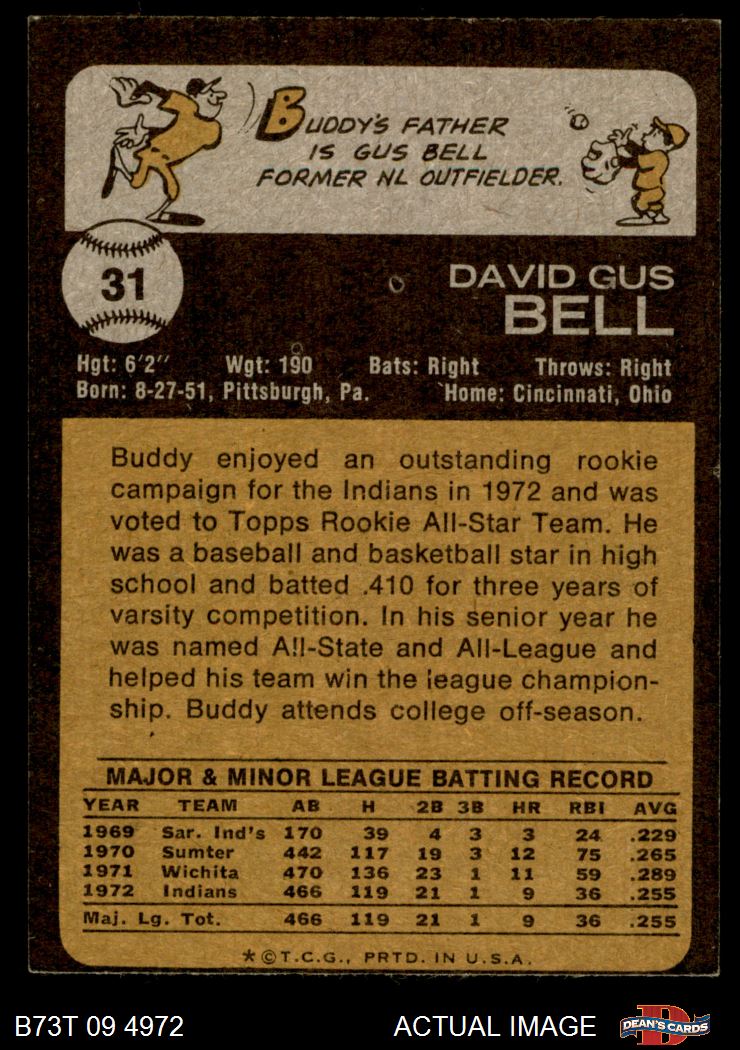 BUDDY'S FATHER
IS GUS BELL
FORMER NL OUTFIELDER.
31
DAVID GUS
BELL
Hgt: 6'2" Wgt: 190 Bats: Right Throws: Right
Born: 8-27-51, Pittsburgh, Pa. Home: Cincinnati, Ohio
Buddy enjoyed an outstanding rookie
campaign for the Indians in 1972 and was
voted to Topps Rookie All-Star Team. He
was a baseball and basketball star in high
school and batted .410 for three years of
varsity competition. In his senior year he
was named All-State and All-League and
helped his team win the league champion-
ship. Buddy attends college off-season.
MAJOR & MINOR LEAGUE BATTING RECORD
YEAR TEAM AB H 2B 3B HR RBI AVG
1969 Sar. Ind's 170 39 4 3 3 24 .229
1970 Sumter 442 117 19 3 12 75 .265
1971 Wichita 470 136 23 1 11 59 .289
1972 Indians 466 119 21 1 9 36 .255
Maj. Lg. Tot. 466 119 21 1 9 36 .255
*©T.C.G., PRTD. IN U.S.A.
B73T 09 4972 ACTUAL IMAGE DEAN'S CARDS